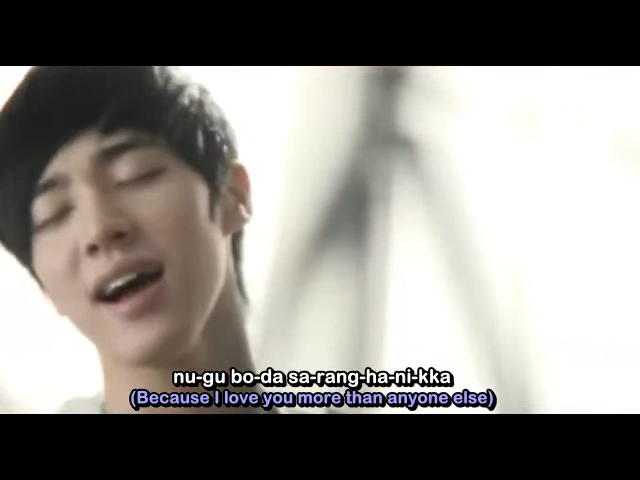 nu-gu bo-da sa-rang-ha-ni-kka
(Because I love you more than anyone else)